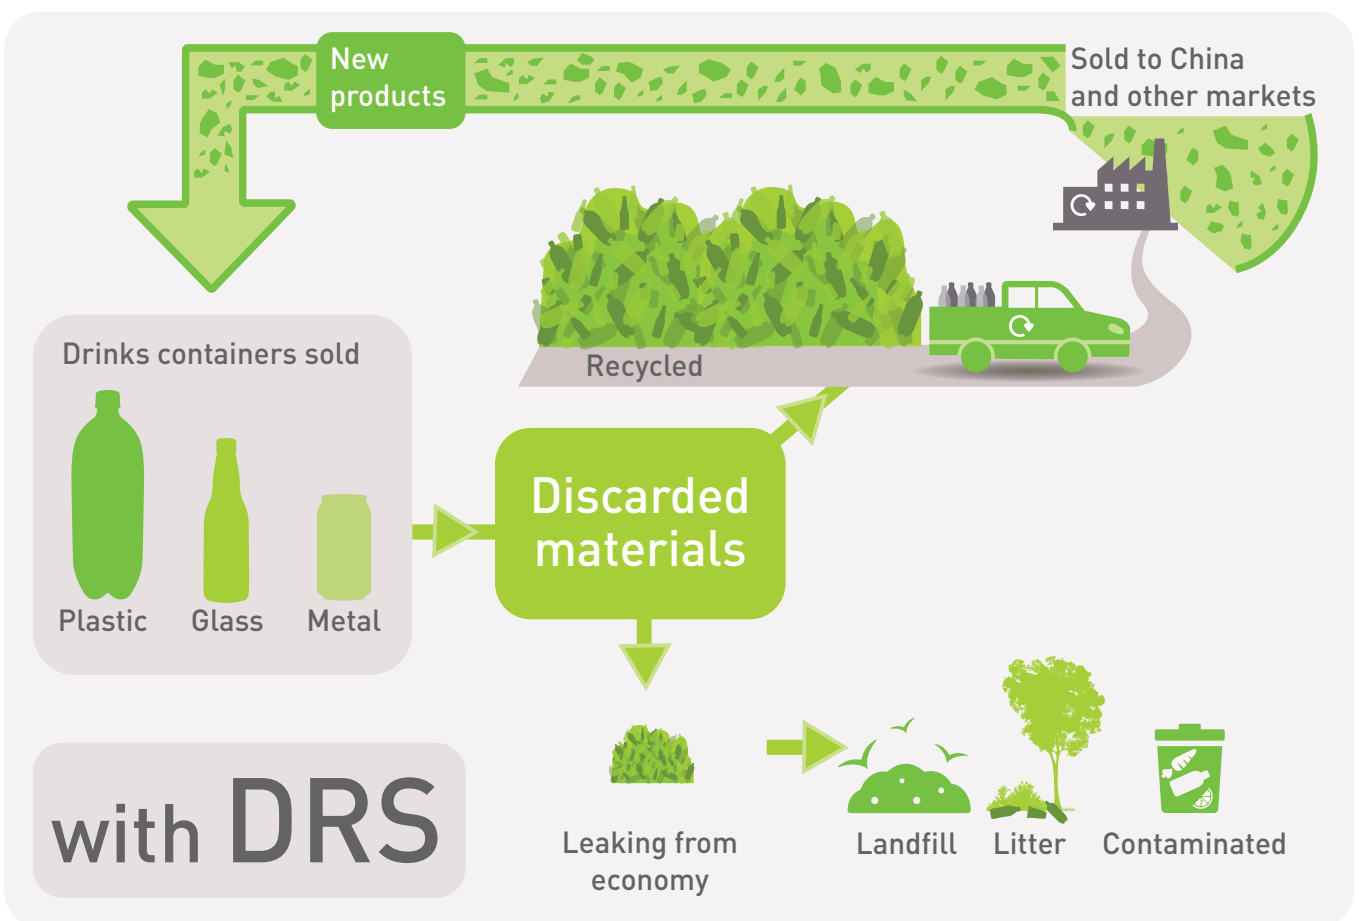 New
products
Sold to China
and other markets
Drinks containers sold
Plastic
Glass
Metal
Recycled
Discarded
materials
Leaking from
economy
Landfill
Litter
Contaminated
with DRS